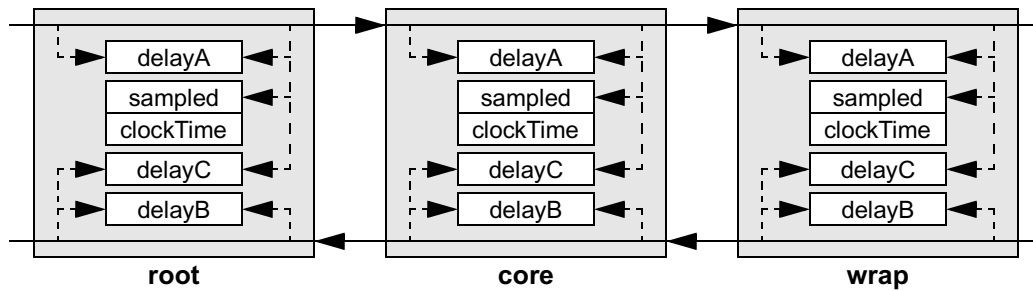 delayA delayA delayA
sampled sampled sampled
clockTime clockTime clockTime
delayC delayC delayC
delayB delayB delayB
root core wrap